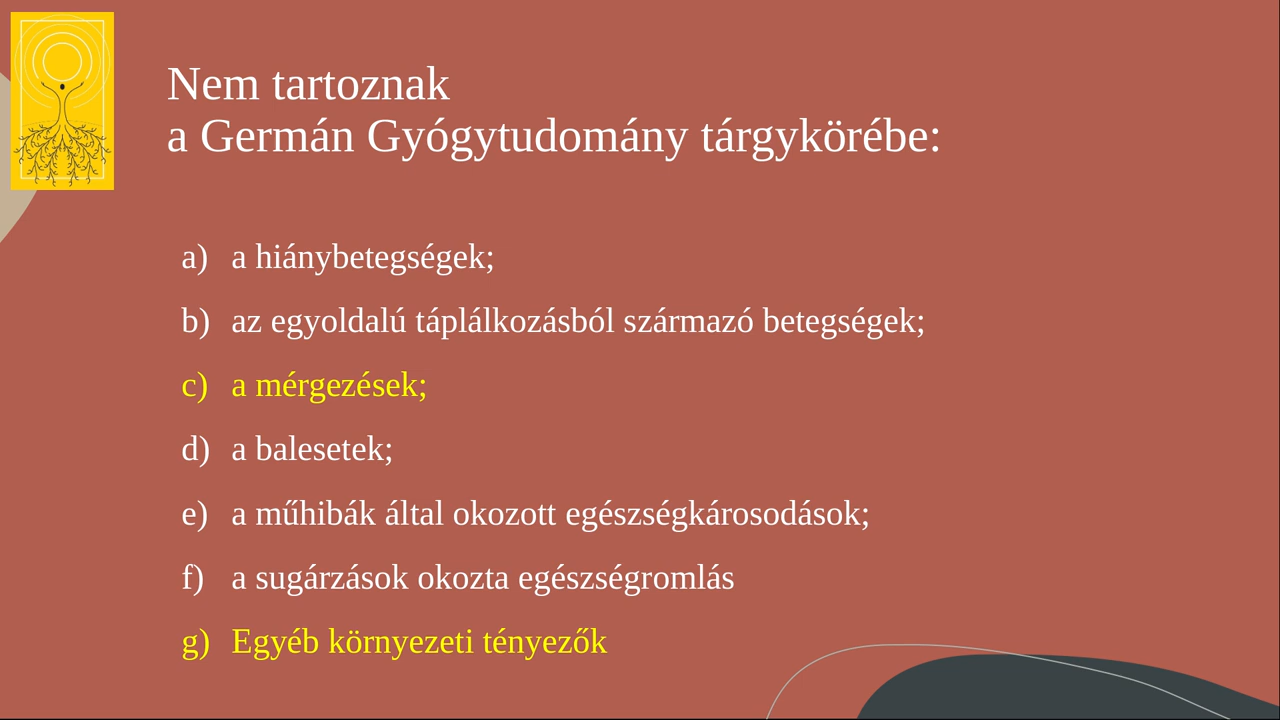 Nem tartoznak
a Germán Gyógytudomány tárgykörébe:
a) a hiánybetegségek;
b) az egyoldalú táplálkozásból származó betegségek;
c) a mérgezések;
d) a balesetek;
e) a műhibák által okozott egészségkárosodások;
f) a sugárzások okozta egészségromlás
g) Egyéb környezeti tényezők